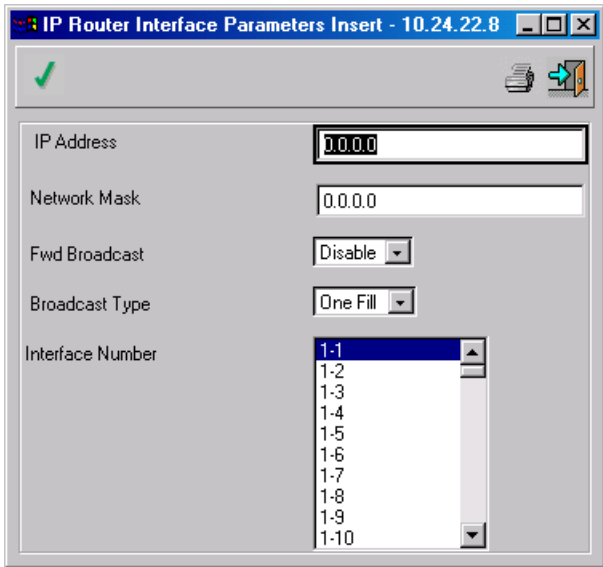 IP Router Interface Parameters Insert - 10.24.22.8
IP Address 0.0.0.0
Network Mask 0.0.0.0
Fwd Broadcast Disable
Broadcast Type One Fill
Interface Number 1-1
1-2
1-3
1-4
1-5
1-6
1-7
1-8
1-9
1-10